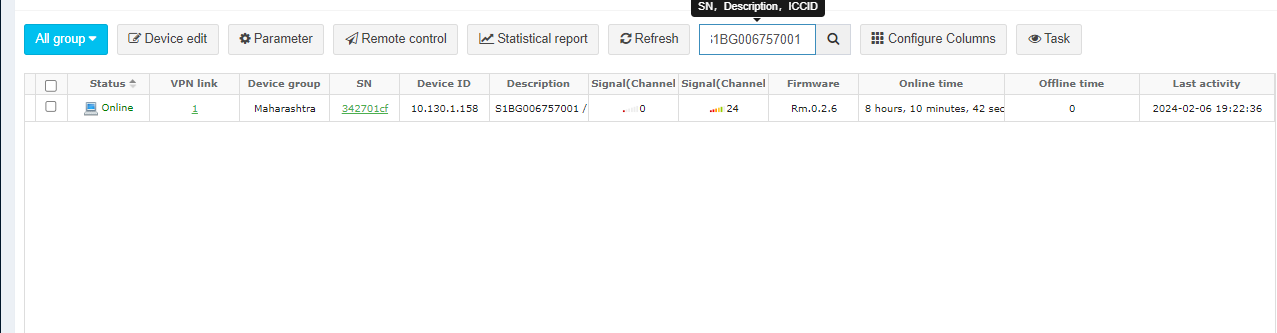 SN, Description, ICCID
All group Device edit Parameter Remote control Statistical report Refresh S1BG006757001 Configure Columns Task
Status VPN link Device group SN Device ID Description Signal(Channel Signal(Channel Firmware Online time Offline time Last activity
Online 1 Maharashtra 342701cf 10.130.1.158 S1BG006757001 / 0 24 Rm.0.2.6 8 hours, 10 minutes, 42 sec 0 2024-02-06 19:22:36